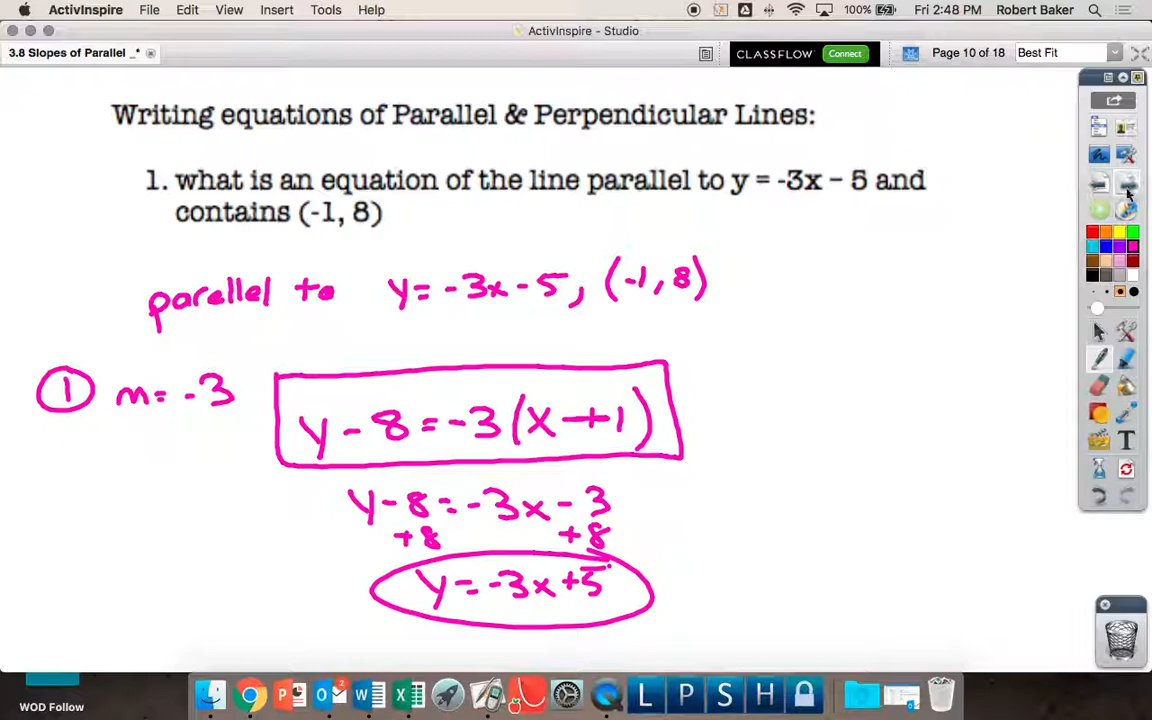 ActivInspire File Edit View Insert Tools Help 100% Fri 2:48 PM Robert Baker
ActivInspire - Studio
3.8 Slopes of Parallel _* CLASSFLOW Connect Page 10 of 18 Best Fit
Writing equations of Parallel & Perpendicular Lines:
1. what is an equation of the line parallel to y = -3x – 5 and
contains (-1, 8)
parallel to y = -3x - 5, (-1, 8)
① m = -3
y - 8 = -3(x + 1)
y - 8 = -3x - 3
+8 +8
y = -3x + 5
T
2
L P S H
WOD Follow